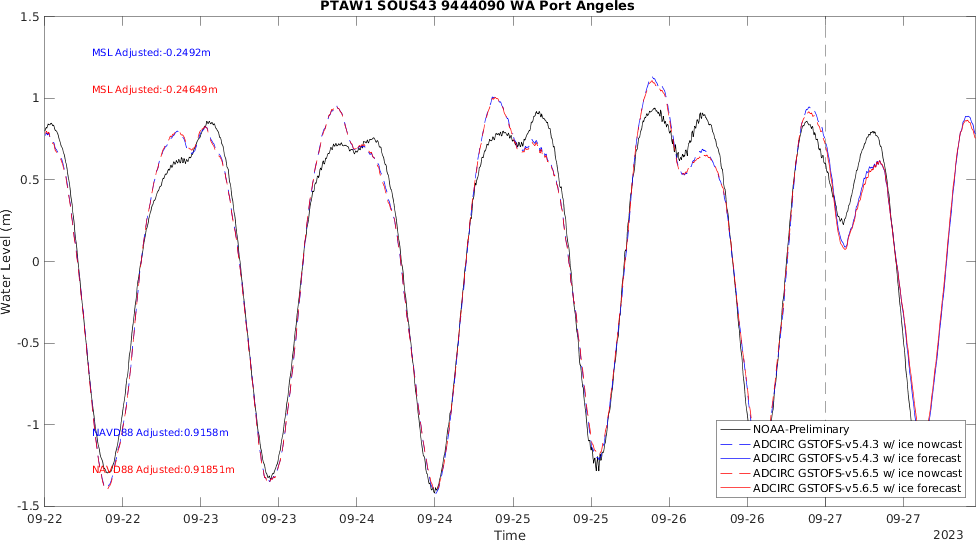 PTAW1 SOUS43 9444090 WA Port Angeles
1.5
1
0.5
0
-0.5
-1
-1.5
Water Level (m)
MSL Adjusted:-0.2492m
MSL Adjusted:-0.24649m
NAVD88 Adjusted:0.9158m
NAVD88 Adjusted:0.91851m
NOAA-Preliminary
ADCIRC GSTOFS-v5.4.3 w/ ice nowcast
ADCIRC GSTOFS-v5.4.3 w/ ice forecast
ADCIRC GSTOFS-v5.6.5 w/ ice nowcast
ADCIRC GSTOFS-v5.6.5 w/ ice forecast
09-22 09-22 09-23 09-23 09-24 09-24 09-25 09-25 09-26 09-26 09-27 09-27
Time
2023